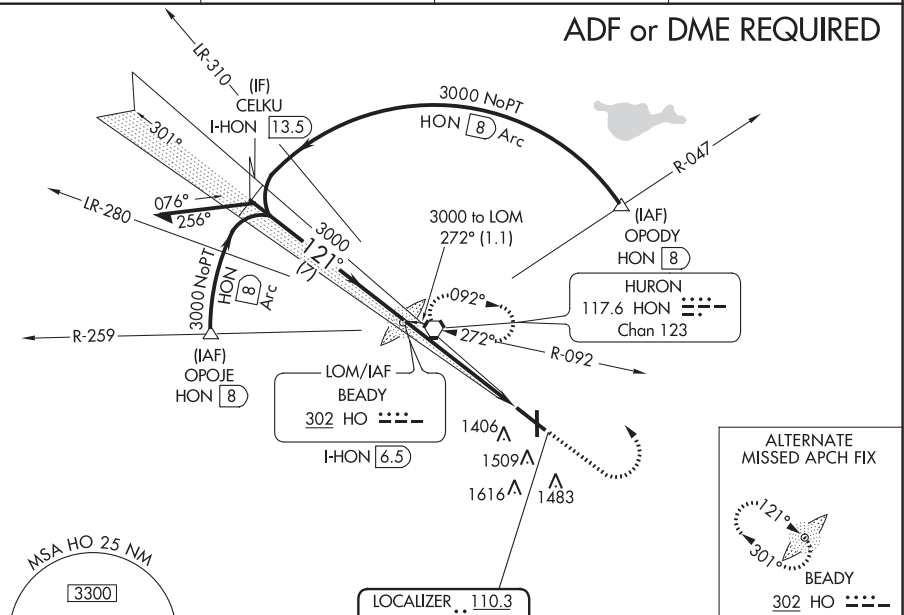 ADF or DME REQUIRED
LR-310
(IF)
CELKU
I-HON 13.5
3000 NoPT
HON 8 Arc
301°
R-047
076°
256°
LR-280
3000
121°
(7)
3000 to LOM
272° (1.1)
(IAF)
OPODY
HON 8
3000 NoPT
HON 8 Arc
092°
272°
HURON
117.6 HON
Chan 123
R-259
R-092
(IAF)
OPOJE
HON 8
LOM/IAF
BEADY
302 HO
I-HON 6.5
1406
1509
1616
1483
ALTERNATE
MISSED APCH FIX
121°
301°
BEADY
302 HO
MSA HO 25 NM
3300
LOCALIZER 110.3